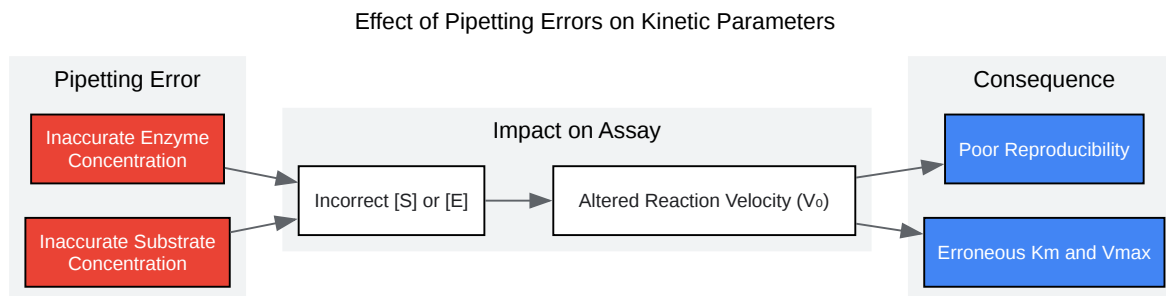 Effect of Pipetting Errors on Kinetic Parameters
Pipetting Error
Inaccurate Enzyme
Concentration
Inaccurate Substrate
Concentration
Impact on Assay
Incorrect [S] or [E]
Altered Reaction Velocity (V₀)
Consequence
Poor Reproducibility
Erroneous Km and Vmax